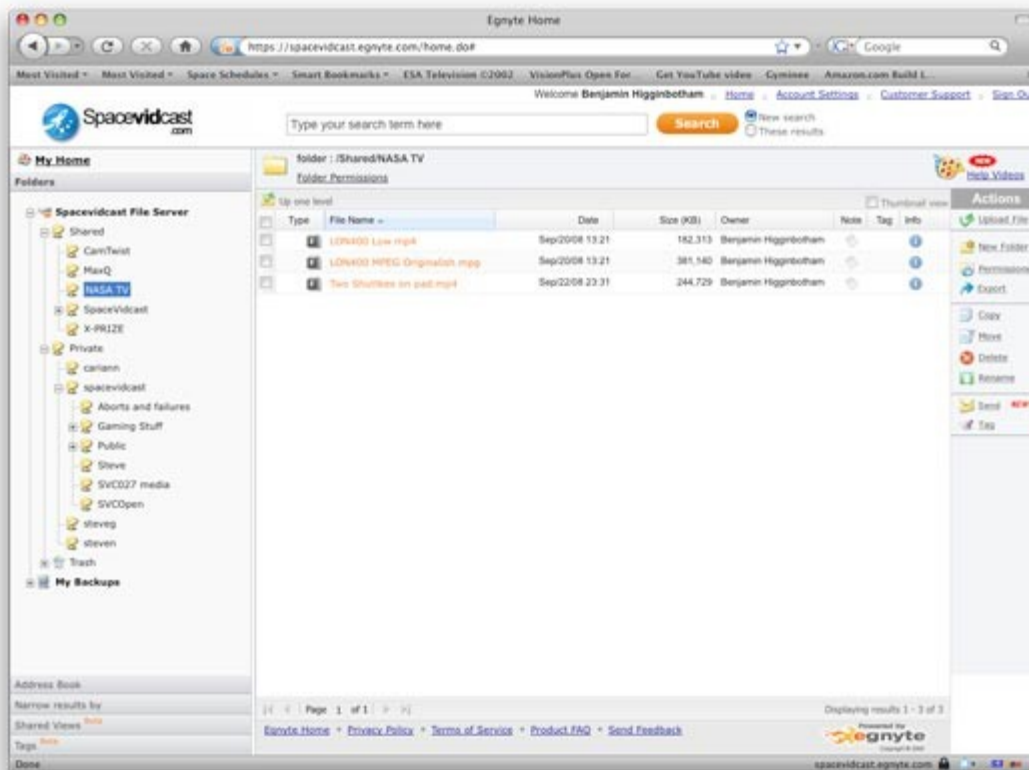 Egnyte Home
https://spacevidcast.egnyte.com/home.do#
Google
Most Visited Most Visited Space Schedules Smart Bookmarks ESA Television ©2002 VisionPlus Open For... Get YouTube video Cyminee Amazon.com Build L...
Welcome Benjamin Higginbotham Home Account Settings Customer Support Sign Ou
Spacevidcast
.com
Type your search term here
Search
New search
These results
My Home
Folders
folder : /Shared/NASA TV
Folder Permissions
NEW
Help Videos
Up one level
Thumbnail view
Actions
Type File Name Date Size (KB) Owner Note Tag Info
LON400 Low.mp4 Sep/20/08 13:21 182,313 Benjamin Higginbotham
LON400 MPEG Originalish.mpg Sep/20/08 13:21 381,140 Benjamin Higginbotham
Two Shuttles on pad.mp4 Sep/22/08 23:31 244,729 Benjamin Higginbotham
Upload File
New Folder
Permissions
Export
Copy
Move
Delete
Rename
Send NEW
Tag
Spacevidcast File Server
Shared
CamTwist
MaxQ
NASA TV
SpaceVidcast
X-PRIZE
Private
cariann
spacevidcast
Aborts and failures
Gaming Stuff
Public
Steve
SVC027 media
SVCOpen
steveg
steven
Trash
My Backups
Address Book
Narrow results by
Shared Views Beta
Tags Beta
Page 1 of 1
Displaying results 1 - 3 of 3
Egnyte Home * Privacy Policy * Terms of Service * Product FAQ * Send Feedback
Powered by
egnyte
Done
spacevidcast.egnyte.com